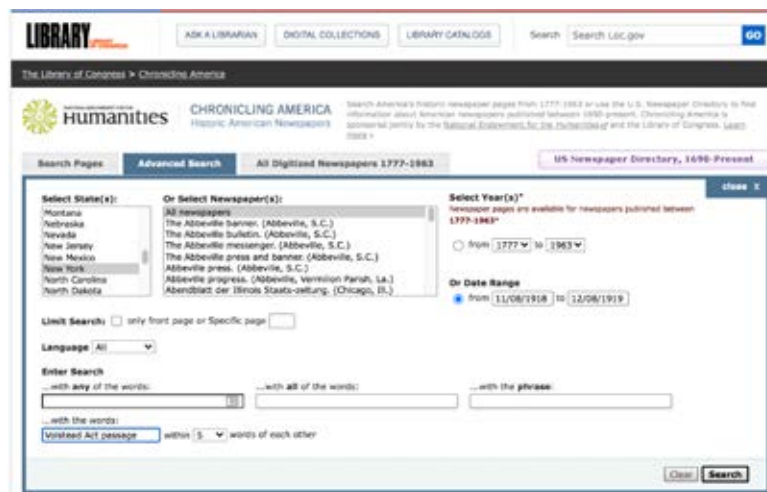 LIBRARY OF CONGRESS
ASK A LIBRARIAN DIGITAL COLLECTIONS LIBRARY CATALOGS Search Search Loc.gov GO
The Library of Congress > Chronicling America
NATIONAL ENDOWMENT FOR THE
Humanities
CHRONICLING AMERICA
Historic American Newspapers
Search America's historic newspaper pages from 1777-1963 or use the U.S. Newspaper Directory to find
information about American newspapers published between 1690-present. Chronicling America is
sponsored jointly by the National Endowment for the Humanities and the Library of Congress. Learn
more >
Search Pages Advanced Search All Digitized Newspapers 1777-1963 US Newspaper Directory, 1690-Present
close X
Select State(s):
Montana
Nebraska
Nevada
New Jersey
New Mexico
New York
North Carolina
North Dakota
Or Select Newspaper(s):
All newspapers
The Abbeville banner. (Abbeville, S.C.)
The Abbeville bulletin. (Abbeville, S.C.)
The Abbeville messenger. (Abbeville, S.C.)
The Abbeville press and banner. (Abbeville, S.C.)
Abbeville press. (Abbeville, S.C.)
Abbeville progress. (Abbeville, Vermilion Parish, La.)
Abendblatt der Illinois Staats-zeitung. (Chicago, Ill.)
Select Year(s)*
Newspaper pages are available for newspapers published between
1777-1963*
from 1777 to 1963
Or Date Range
from 11/08/1918 to 12/08/1919
Limit Search: only front page or Specific page
Language All
Enter Search
...with any of the words: ...with all of the words: ...with the phrase:
...with the words:
Volstead Act passage within 5 words of each other
Clear Search